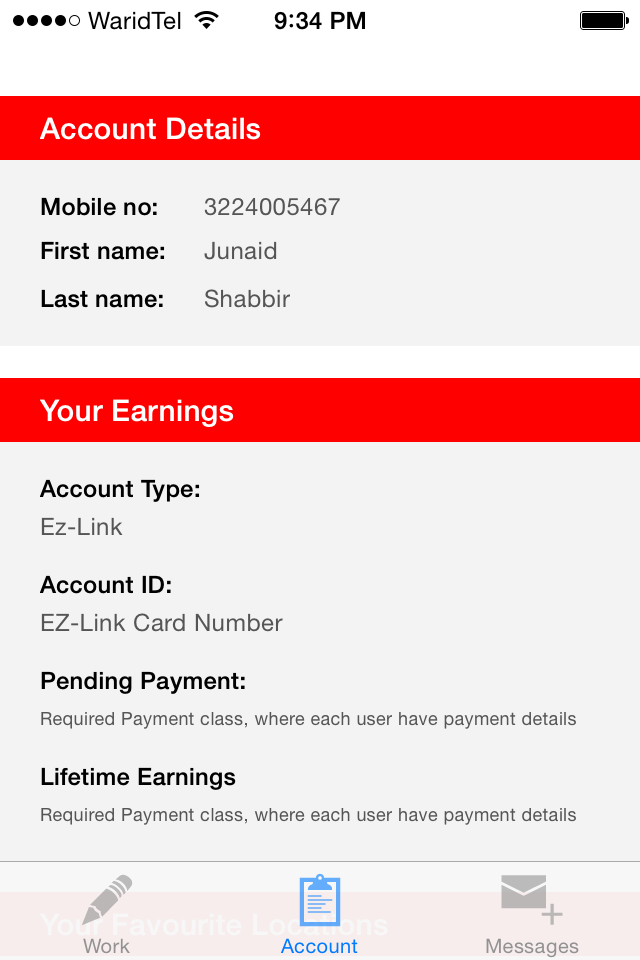 WaridTel 9:34 PM
Account Details
Mobile no: 3224005467
First name: Junaid
Last name: Shabbir
Your Earnings
Account Type:
Ez-Link
Account ID:
EZ-Link Card Number
Pending Payment:
Required Payment class, where each user have payment details
Lifetime Earnings
Required Payment class, where each user have payment details
Your Favourite Locations
Work Account Messages